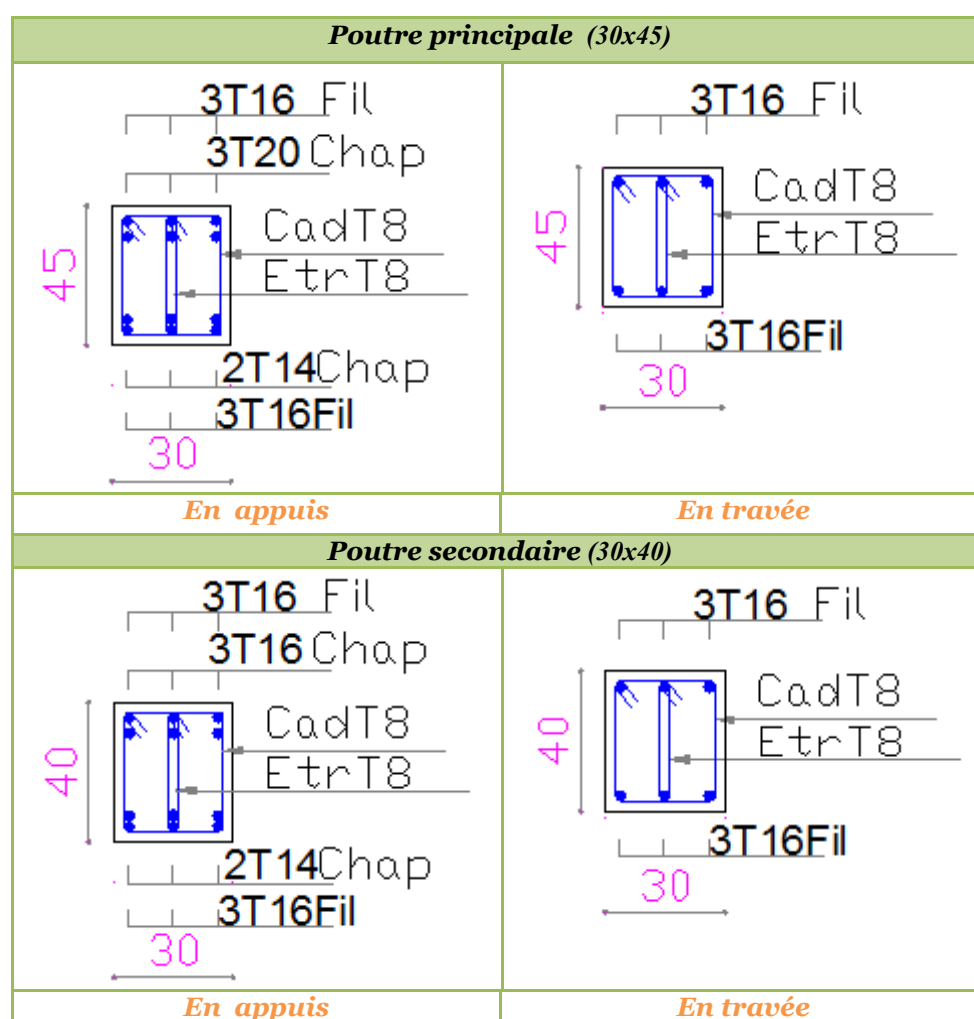 Poutre principale (30x45)
3T16 Fil
3T20 Chap
CadT8
EtrT8
45
2T14Chap
3T16Fil
30
3T16 Fil
CadT8
EtrT8
45
3T16Fil
30
En appuis
En travée
Poutre secondaire (30x40)
3T16 Fil
3T16 Chap
CadT8
EtrT8
40
2T14Chap
3T16Fil
30
3T16 Fil
CadT8
EtrT8
40
3T16Fil
30
En appuis
En travée